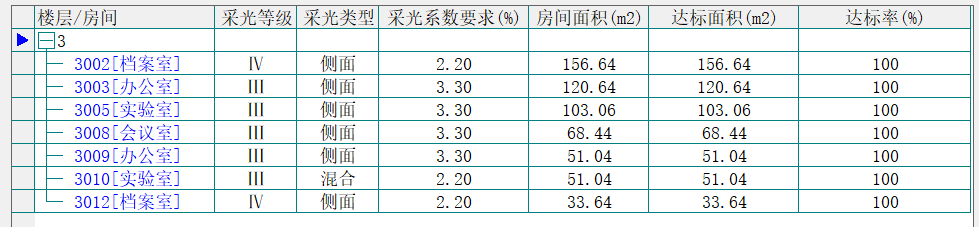 楼层/房间 采光等级 采光类型 采光系数要求(%) 房间面积(m2) 达标面积(m2) 达标率(%)
3
3002[档案室] Ⅳ 侧面 2.20 156.64 156.64 100
3003[办公室] Ⅲ 侧面 3.30 120.64 120.64 100
3005[实验室] Ⅲ 侧面 3.30 103.06 103.06 100
3008[会议室] Ⅲ 侧面 3.30 68.44 68.44 100
3009[办公室] Ⅲ 侧面 3.30 51.04 51.04 100
3010[实验室] Ⅲ 混合 2.20 51.04 51.04 100
3012[档案室] Ⅳ 侧面 2.20 33.64 33.64 100